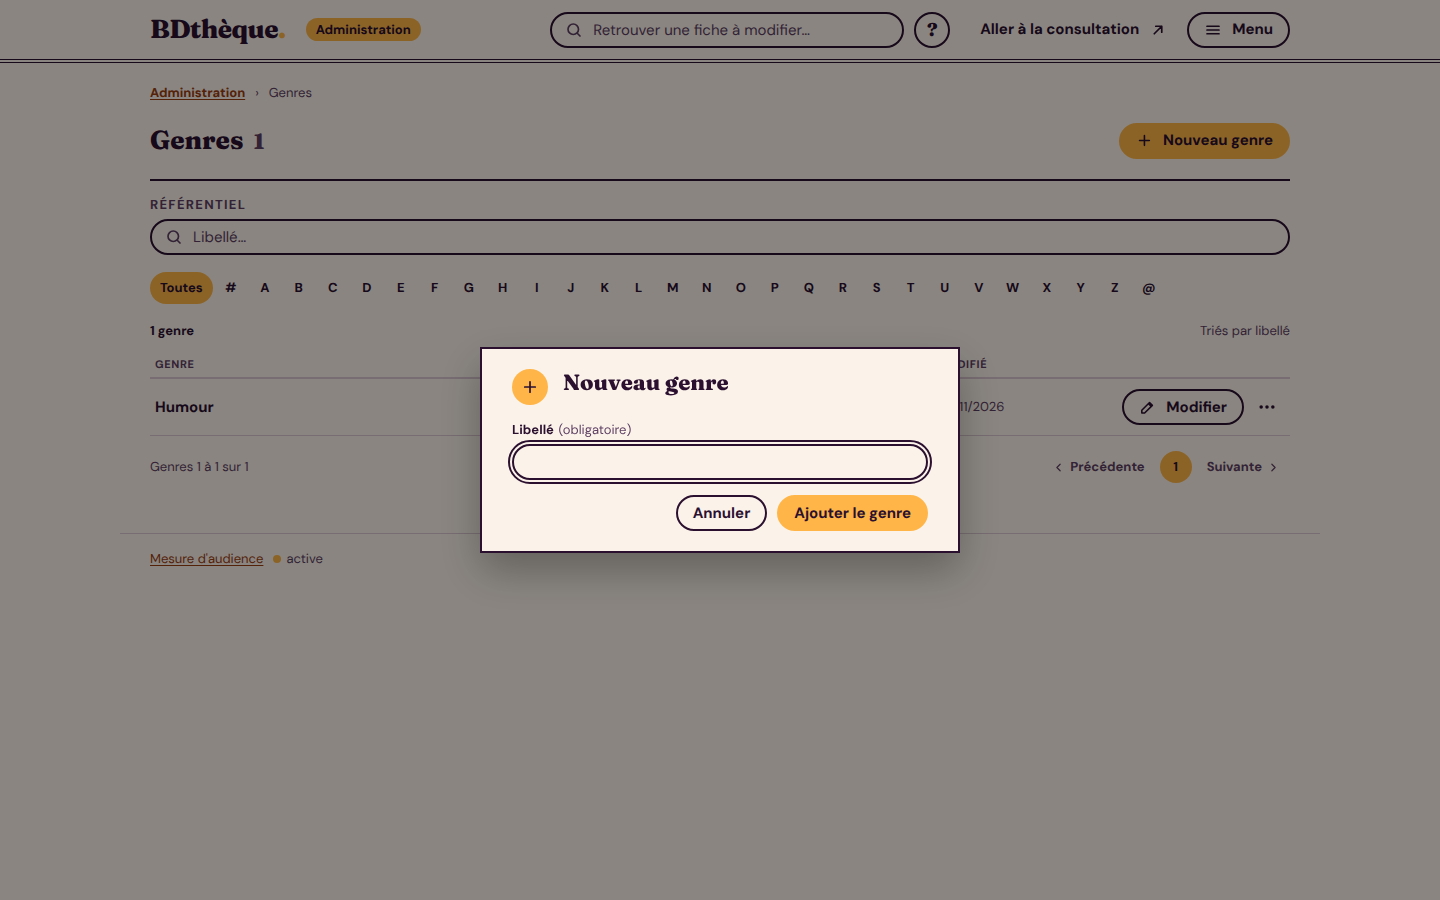 BDthèque. Administration Retrouver une fiche à modifier... ? Aller à la consultation Menu
Administration › Genres
Genres 1 Nouveau genre
RÉFÉRENTIEL
Libellé...
Toutes # A B C D E F G H I J K L M N O P Q R S T U V W X Y Z @
1 genre Triés par libellé
GENRE
Humour 11/2026 Modifier
Nouveau genre
Libellé (obligatoire)
Annuler Ajouter le genre
Genres 1 à 1 sur 1 Précédente 1 Suivante
Mesure d'audience active